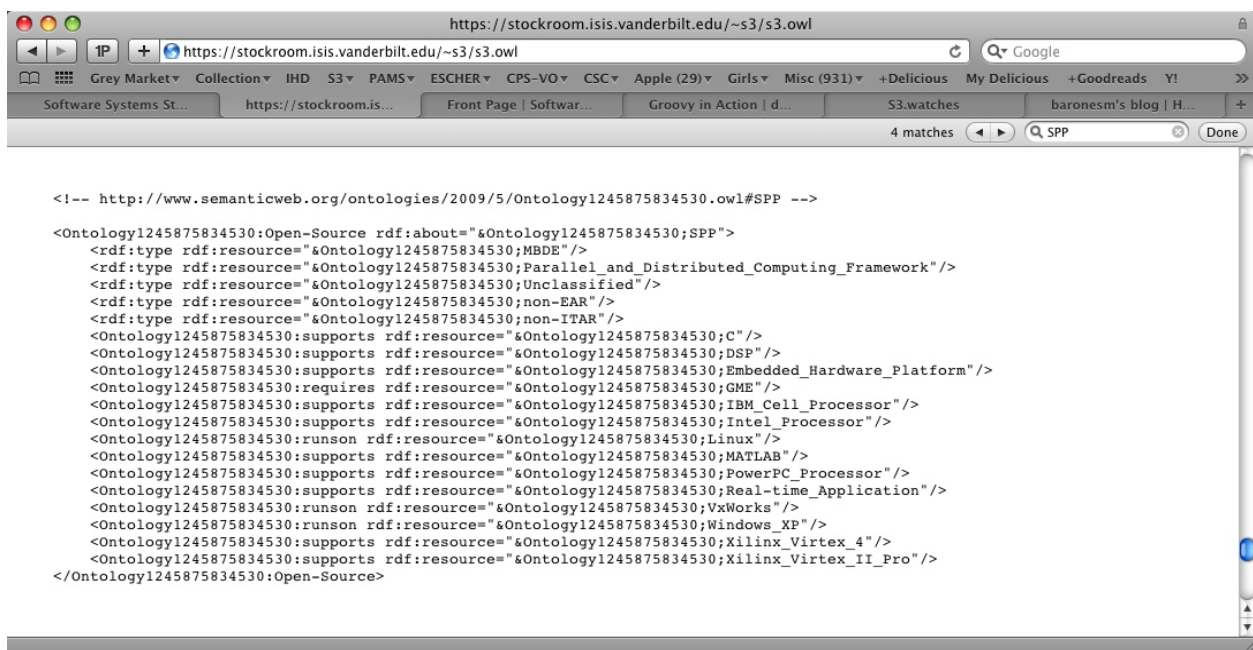 https://stockroom.isis.vanderbilt.edu/~s3/s3.owl
1P + https://stockroom.isis.vanderbilt.edu/~s3/s3.owl Google
Grey Market Collection IHD S3 PAMS ESCHER CPS-VO CSC Apple (29) Girls Misc (931) +Delicious My Delicious +Goodreads Y! >>
Software Systems St... https://stockroom.is... Front Page | Softwar... Groovy in Action | d... S3.watches baronesm's blog | H... +
4 matches SPP Done
<!-- http://www.semanticweb.org/ontologies/2009/5/Ontology1245875834530.owl#SPP -->
<Ontology1245875834530:Open-Source rdf:about="&Ontology1245875834530;SPP">
<rdf:type rdf:resource="&Ontology1245875834530;MBDE"/>
<rdf:type rdf:resource="&Ontology1245875834530;Parallel_and_Distributed_Computing_Framework"/>
<rdf:type rdf:resource="&Ontology1245875834530;Unclassified"/>
<rdf:type rdf:resource="&Ontology1245875834530;non-EAR"/>
<rdf:type rdf:resource="&Ontology1245875834530;non-ITAR"/>
<Ontology1245875834530:supports rdf:resource="&Ontology1245875834530;C"/>
<Ontology1245875834530:supports rdf:resource="&Ontology1245875834530;DSP"/>
<Ontology1245875834530:supports rdf:resource="&Ontology1245875834530;Embedded_Hardware_Platform"/>
<Ontology1245875834530:requires rdf:resource="&Ontology1245875834530;GME"/>
<Ontology1245875834530:supports rdf:resource="&Ontology1245875834530;IBM_Cell_Processor"/>
<Ontology1245875834530:supports rdf:resource="&Ontology1245875834530;Intel_Processor"/>
<Ontology1245875834530:runson rdf:resource="&Ontology1245875834530;Linux"/>
<Ontology1245875834530:supports rdf:resource="&Ontology1245875834530;MATLAB"/>
<Ontology1245875834530:supports rdf:resource="&Ontology1245875834530;PowerPC_Processor"/>
<Ontology1245875834530:supports rdf:resource="&Ontology1245875834530;Real-time_Application"/>
<Ontology1245875834530:runson rdf:resource="&Ontology1245875834530;VxWorks"/>
<Ontology1245875834530:runson rdf:resource="&Ontology1245875834530;Windows_XP"/>
<Ontology1245875834530:supports rdf:resource="&Ontology1245875834530;Xilinx_Virtex_4"/>
<Ontology1245875834530:supports rdf:resource="&Ontology1245875834530;Xilinx_Virtex_II_Pro"/>
</Ontology1245875834530:Open-Source>